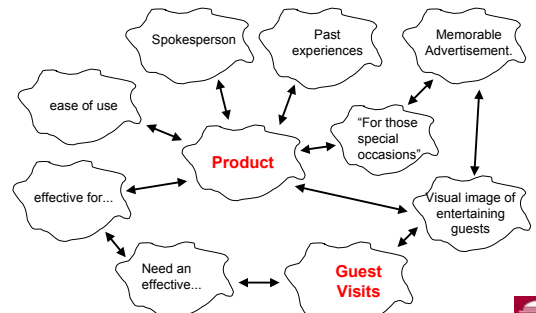 Spokesperson
Past
experiences
Memorable
Advertisement.
ease of use
Product
“For those
special
occasions”
effective for...
Visual image of
entertaining
guests
Need an
effective...
Guest
Visits